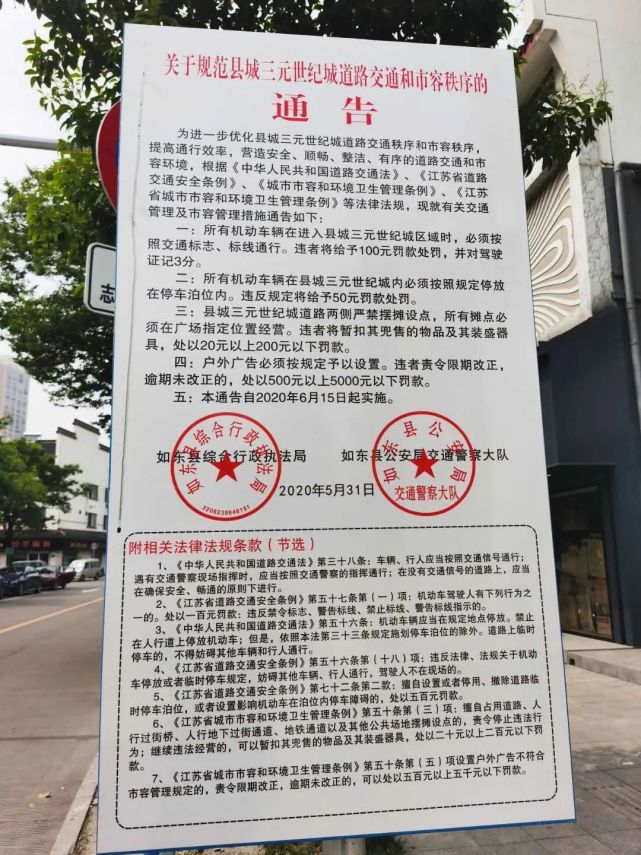 关于规范县城三元世纪城道路交通和市容秩序的
通告
为进一步优化县城三元世纪城道路交通秩序和市容秩序，
提高通行效率，营造安全、顺畅、整洁、有序的道路交通和市
容环境，根据《中华人民共和国道路交通法》、《江苏省道路
交通安全条例》、《城市市容和环境卫生管理条例》、《江苏
省城市市容和环境卫生管理条例》等法律法规，现就有关交通
管理及市容管理措施通告如下：
一：所有机动车辆在进入县城三元世纪城区域时，必须按
照交通标志、标线通行。违者将给予100元罚款处罚，并对驾驶
证记3分。
二：所有机动车辆在县城三元世纪城内必须按照规定停放
在停车泊位内。违反规定将给予50元罚款处罚。
三：县城三元世纪城道路两侧严禁摆摊设点，所有摊点必
须在广场指定位置经营。违者将暂扣其兜售的物品及其装盛器
具，处以20元以上200元以下罚款。
四：户外广告必须按规定予以设置。违者责令限期改正，
逾期未改正的，处以500元以上5000元以下罚款。
五：本通告自2020年6月15日起实施。
如东县综合行政执法局 如东县公安局交通警察大队
2020年5月31日
如东县综合行政执法局
3206230948151
如东县公安局
交通警察大队
附相关法律法规条款（节选）
1、《中华人民共和国道路交通法》第三十八条：车辆、行人应当按照交通信号通行；
遇有交通警察现场指挥时，应当按照交通警察的指挥通行；在没有交通信号的道路上，应当
在确保安全、畅通的原则下进行。
2、《江苏省道路交通安全条例》第五十七条第（一）项：机动车驾驶人有下列行为之
一的。处以一百元罚款：违反禁令标志、警告标线、禁止标线、警告标线指示的。
3、《中华人民共和国道路交通法》第五十六条：机动车辆应当在规定地点停放。禁止
在人行道上停放机动车；但是，依照本法第三十三条规定施划停车泊位的除外。道路上临时
停车的，不得妨碍其他车辆和行人通行。
4、《江苏省道路交通安全条例》第五十六条第（十八）项：违反法律、法规关于机动
车停放或者临时停车规定，妨碍其他车辆、行人通行，驾驶人不在现场的。
5、《江苏省道路交通安全条例》第七十二条第二款：擅自设置或者停用、撤除道路临
时停车泊位，或者设置影响机动车在泊位内停车障碍的，处以五百元罚款。
6、《江苏省城市市容和环境卫生管理条例》第五十条第（三）项：擅自占用道路、人
行过街桥、人行地下过街通道、地铁通道以及其他公共场地摆摊设点的，责令停止违法行
为；继续违法经营的，可以暂扣其兜售的物品及其装盛器具，处以二十元以上二百元以下罚
款。
7、《江苏省城市市容和环境卫生管理条例》第五十条第（五）项设置户外广告不符合
市容管理规定的，责令限期改正，逾期未改正的，可以处以五百元以上五千元以下罚款。
志